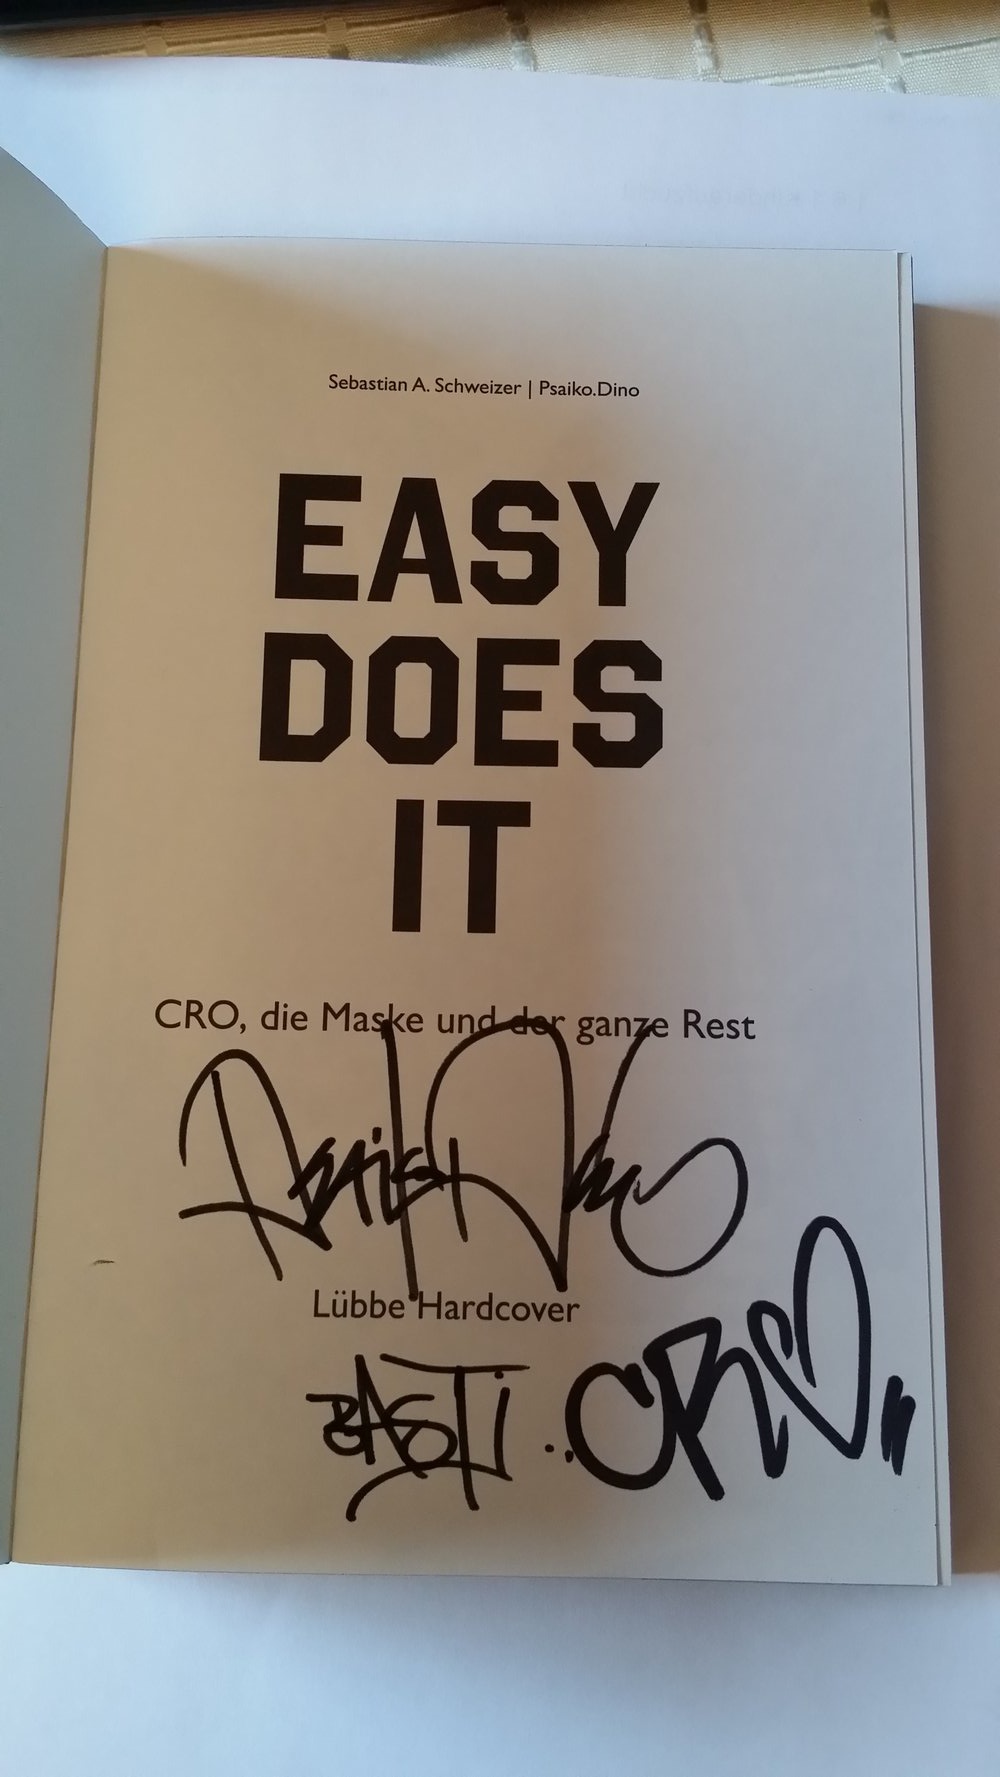 Sebastian A. Schweizer | Psaiko.Dino
EASY
DOES
IT
CRO, die Maske und der ganze Rest
Lübbe Hardcover
BASTi
CRO